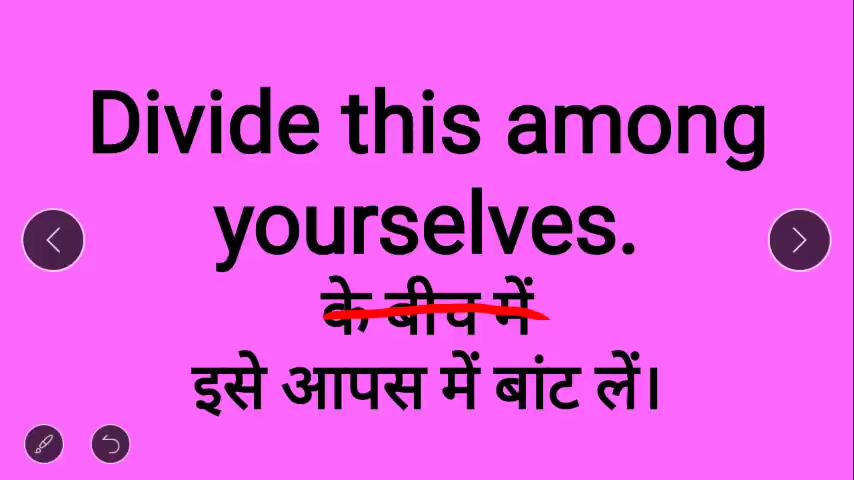 Divide this among
yourselves.
के बीच में
इसे आपस में बांट लें।